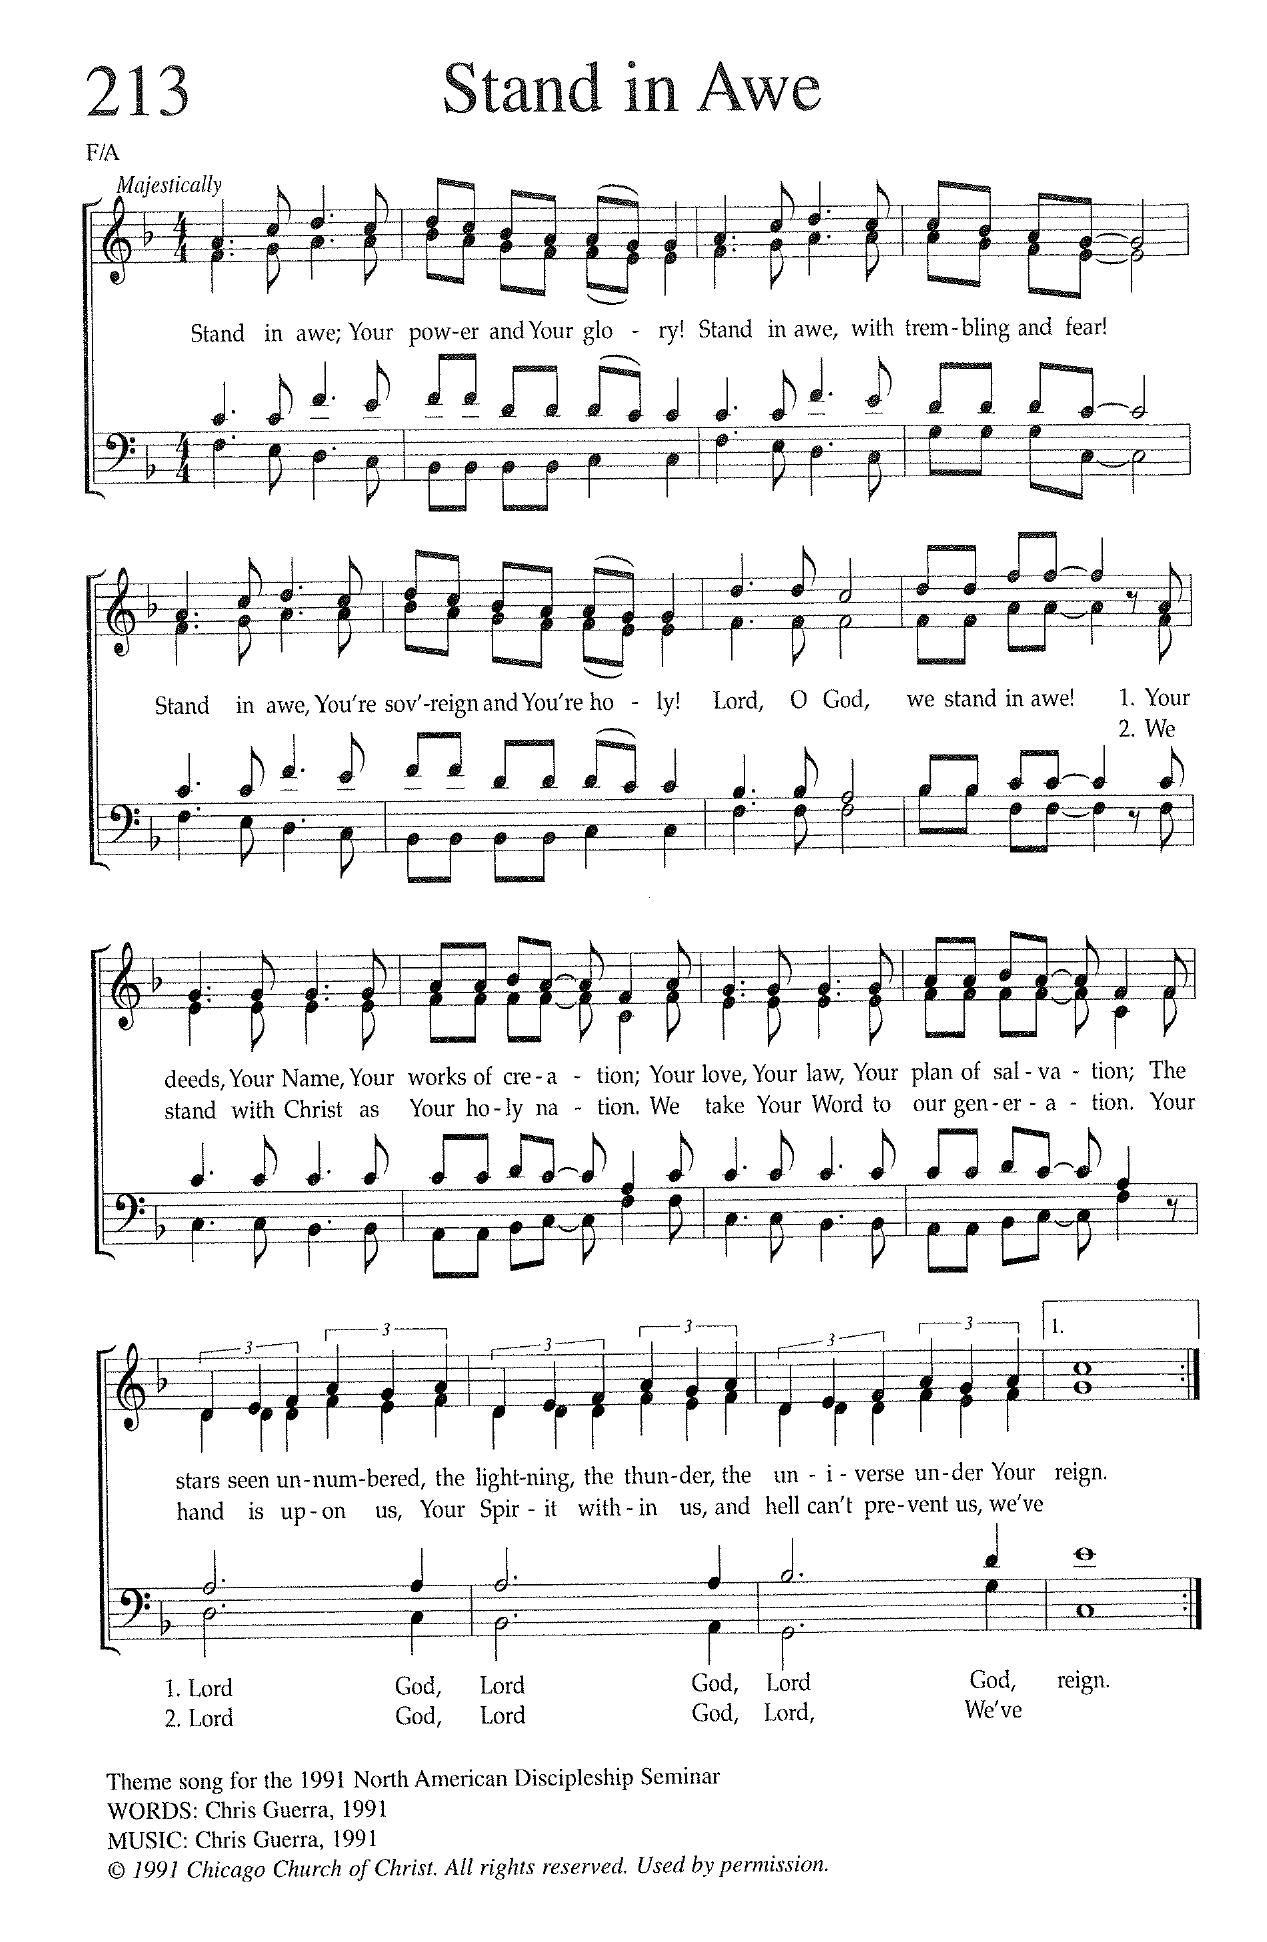 213
Stand in Awe
F/A
Majestically
Stand in awe; Your pow-er and Your glo - ry! Stand in awe, with trem-bling and fear!
Stand in awe, You're sov'-reign and You're ho - ly! Lord, O God, we stand in awe! 1. Your
2. We
deeds, Your Name, Your works of cre-a - tion; Your love, Your law, Your plan of sal-va - tion; The
stand with Christ as Your ho-ly na - tion. We take Your Word to our gen-er-a - tion. Your
3 3 3 3 3 3 1.
stars seen un-num-bered, the light-ning, the thun-der, the un - i - verse un-der Your reign.
hand is up-on us, Your Spir - it with-in us, and hell can't pre-vent us, we've
1. Lord God, Lord God, Lord God, reign.
2. Lord God, Lord God, Lord, We've
Theme song for the 1991 North American Discipleship Seminar
WORDS: Chris Guerra, 1991
MUSIC: Chris Guerra, 1991
© 1991 Chicago Church of Christ. All rights reserved. Used by permission.